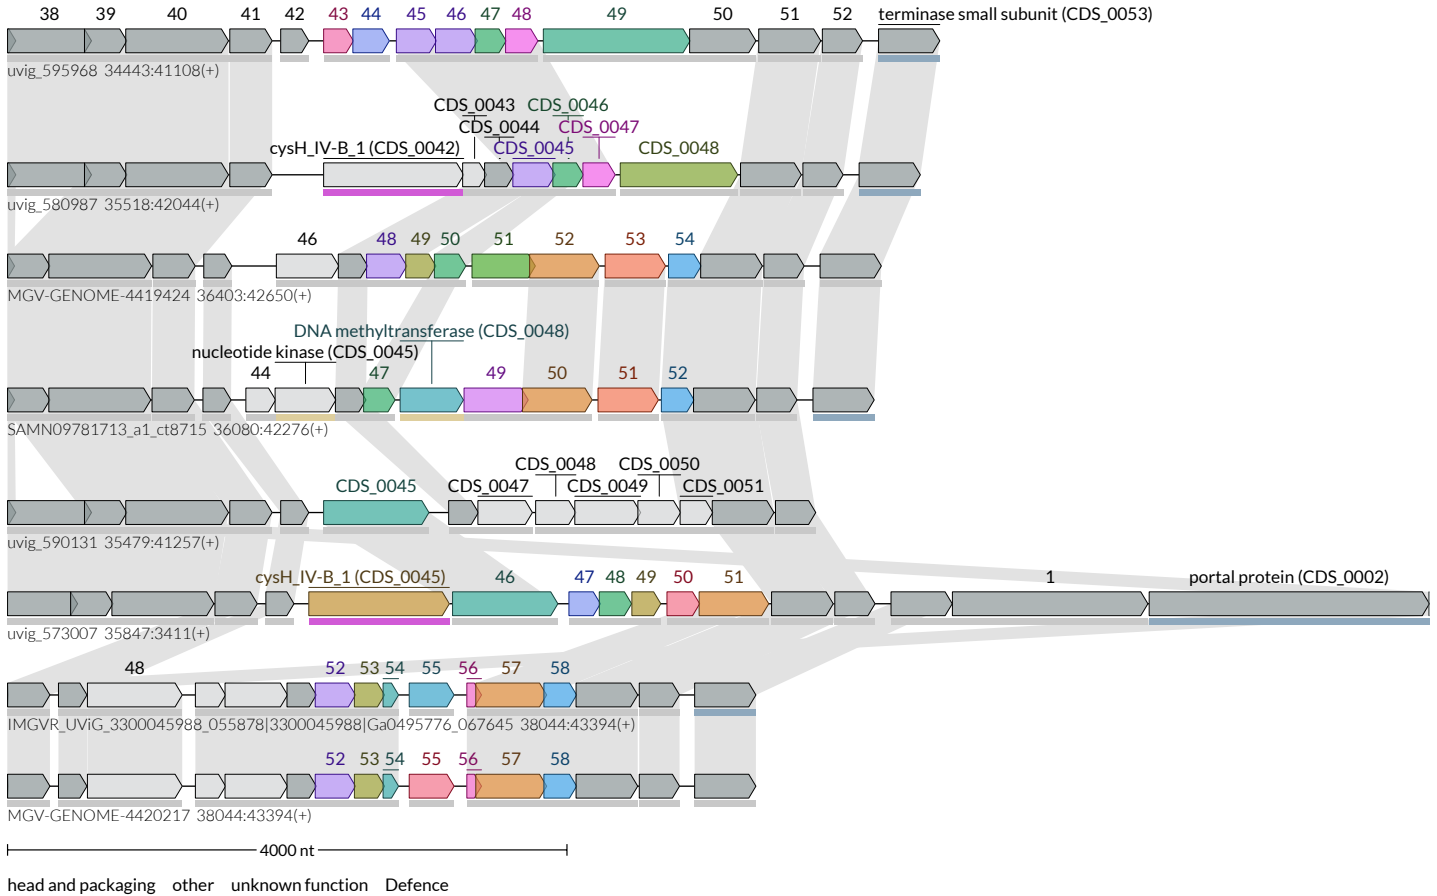 38 39 40 41 42 43 44 45 46 47 48 49 50 51 52 terminase small subunit (CDS_0053)
uvig_595968 34443:41108(+)
CDS_0043 CDS_0046
CDS_0044 CDS_0047
cysH_IV-B_1 (CDS_0042) CDS_0045 CDS_0048
uvig_580987 35518:42044(+)
46 48 49 50 51 52 53 54
MGV-GENOME-4419424 36403:42650(+)
DNA methyltransferase (CDS_0048)
nucleotide kinase (CDS_0045)
44 47 49 50 51 52
SAMN09781713_a1_ct8715 36080:42276(+)
CDS_0048 CDS_0050
CDS_0045 CDS_0047 CDS_0049 CDS_0051
uvig_590131 35479:41257(+)
cysH_IV-B_1 (CDS_0045) 46 47 48 49 50 51 1 portal protein (CDS_0002)
uvig_573007 35847:3411(+)
48 52 53 54 55 56 57 58
IMGVR_UViG_3300045988_055878|3300045988|Ga0495776_067645 38044:43394(+)
52 53 54 55 56 57 58
MGV-GENOME-4420217 38044:43394(+)
4000 nt
head and packaging other unknown function Defence